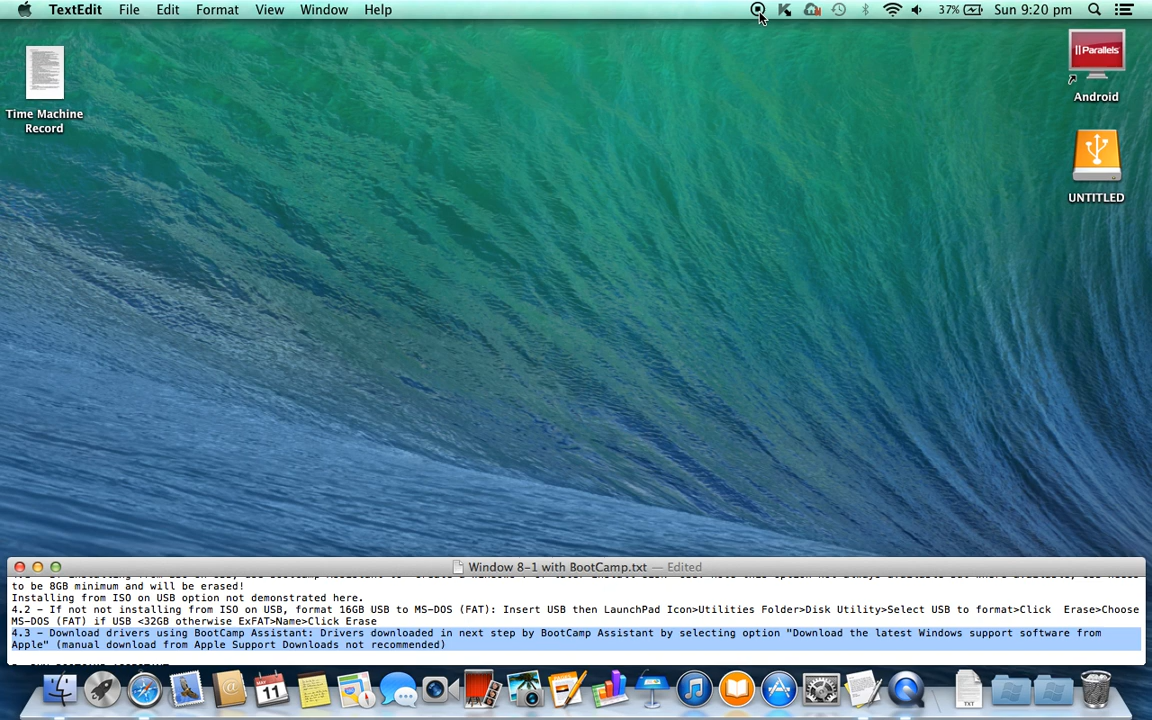 TextEdit File Edit Format View Window Help 37% Sun 9:20 pm
Time Machine
Record
|| Parallels
Android
UNTITLED
Window 8-1 with BootCamp.txt — Edited
to be 8GB minimum and will be erased!
Installing from ISO on USB option not demonstrated here.
4.2 - If not not installing from ISO on USB, format 16GB USB to MS-DOS (FAT): Insert USB then LaunchPad Icon>Utilities Folder>Disk Utility>Select USB to format>Click  Erase>Choose
MS-DOS (FAT) if USB <32GB otherwise ExFAT>Name>Click Erase
4.3 - Download drivers using BootCamp Assistant: Drivers downloaded in next step by BootCamp Assistant by selecting option "Download the latest Windows support software from
Apple" (manual download from Apple Support Downloads not recommended)
MAY
11
TXT